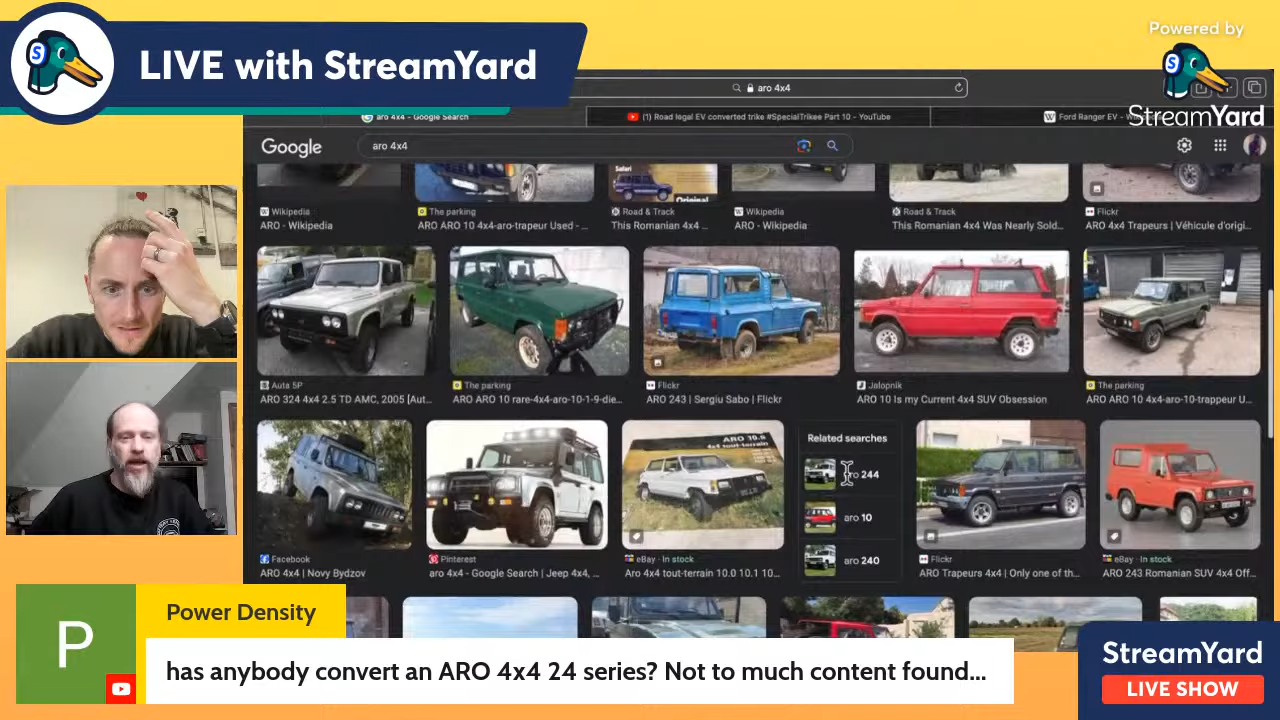 S
LIVE with StreamYard
Powered by
S
StreamYard
aro 4x4
aro 4x4 - Google Search
(1) Road legal EV converted trike #SpecialTrikee Part 10 - YouTube
Ford Ranger EV - W
Google
aro 4x4
Safari
Original
Wikipedia
ARO - Wikipedia
The parking
ARO ARO 10 4x4-aro-trapeur Used - ...
Road & Track
This Romanian 4x4 ...
Wikipedia
ARO - Wikipedia
Road & Track
This Romanian 4x4 Was Nearly Sold...
Flickr
ARO 4x4 Trapeurs | Véhicule d'origi...
Auta 5P
ARO 324 4x4 2.5 TD AMC, 2005 [Aut...
The parking
ARO ARO 10 rare-4x4-aro-10-1-9-die...
Flickr
ARO 243 | Sergiu Sabo | Flickr
Jalopnik
ARO 10 Is my Current 4x4 SUV Obsession
The parking
ARO ARO 10 4x4-aro-10-trappeur U...
ARO 10.
4x4 tout-terrain
Related searches
aro 244
aro 10
aro 240
Facebook
ARO 4x4 | Novy Bydzov
Pinterest
aro 4x4 - Google Search | Jeep 4x4, ...
eBay · In stock
Aro 4x4 tout-terrain 10.0 10.1 10...
Flickr
ARO Trapeurs 4x4 | Only one of th...
eBay · In stock
ARO 243 Romanian SUV 4x4 Off...
P
Power Density
has anybody convert an ARO 4x4 24 series? Not to much content found...
StreamYard
LIVE SHOW